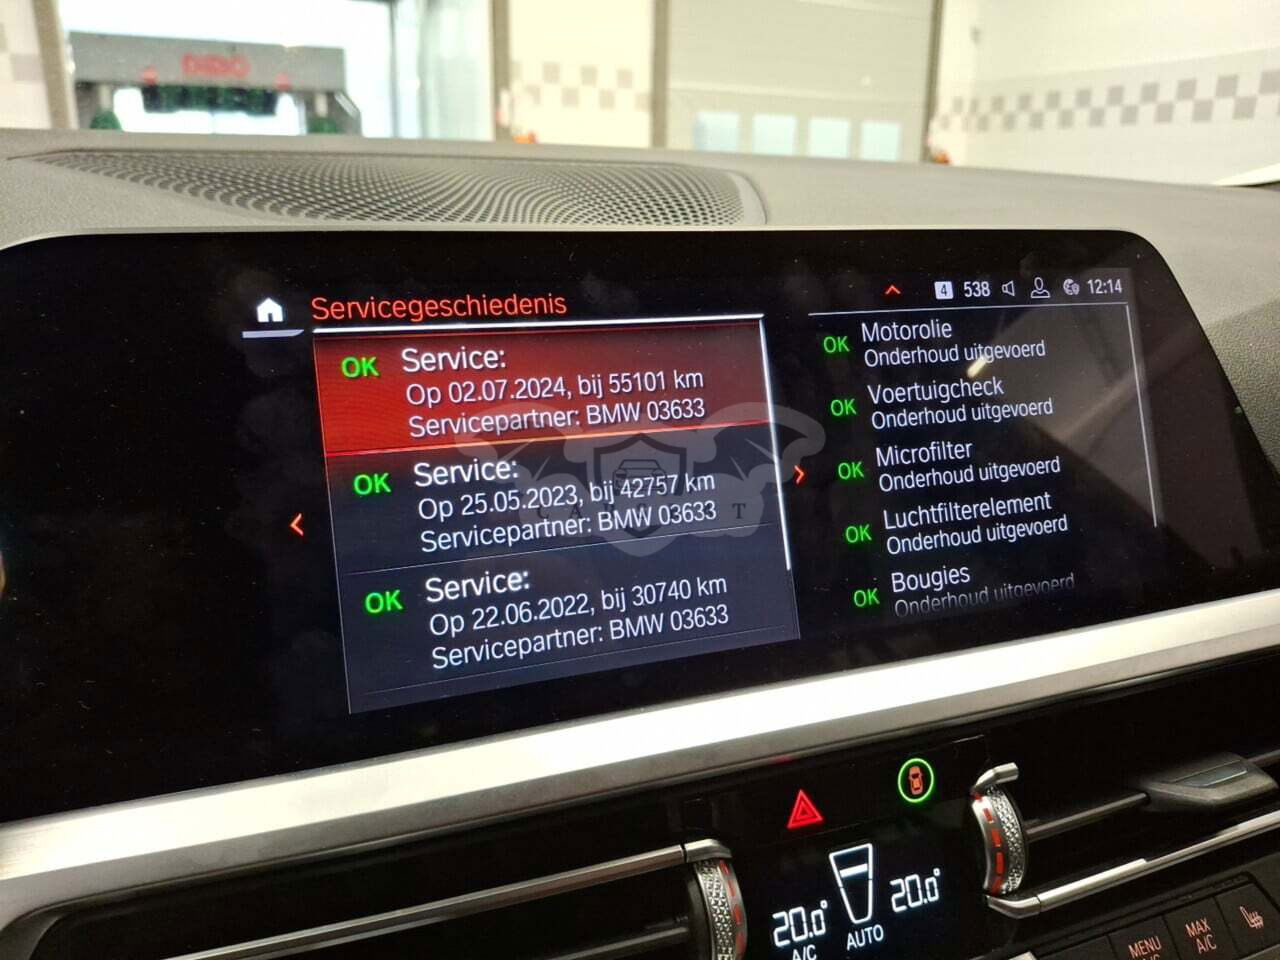 Servicegeschiedenis
4 538 12:14
OK Service:
Op 02.07.2024, bij 55101 km
Servicepartner: BMW 03633
OK Service:
Op 25.05.2023, bij 42757 km
Servicepartner: BMW 03633
OK Service:
Op 22.06.2022, bij 30740 km
Servicepartner: BMW 03633
OK Motorolie
Onderhoud uitgevoerd
OK Voertuigcheck
Onderhoud uitgevoerd
OK Microfilter
Onderhoud uitgevoerd
OK Luchtfilterelement
Onderhoud uitgevoerd
OK Bougies
Onderhoud uitgevoerd
20.0° 20.0°
A/C AUTO
MENU
MAX
A/C